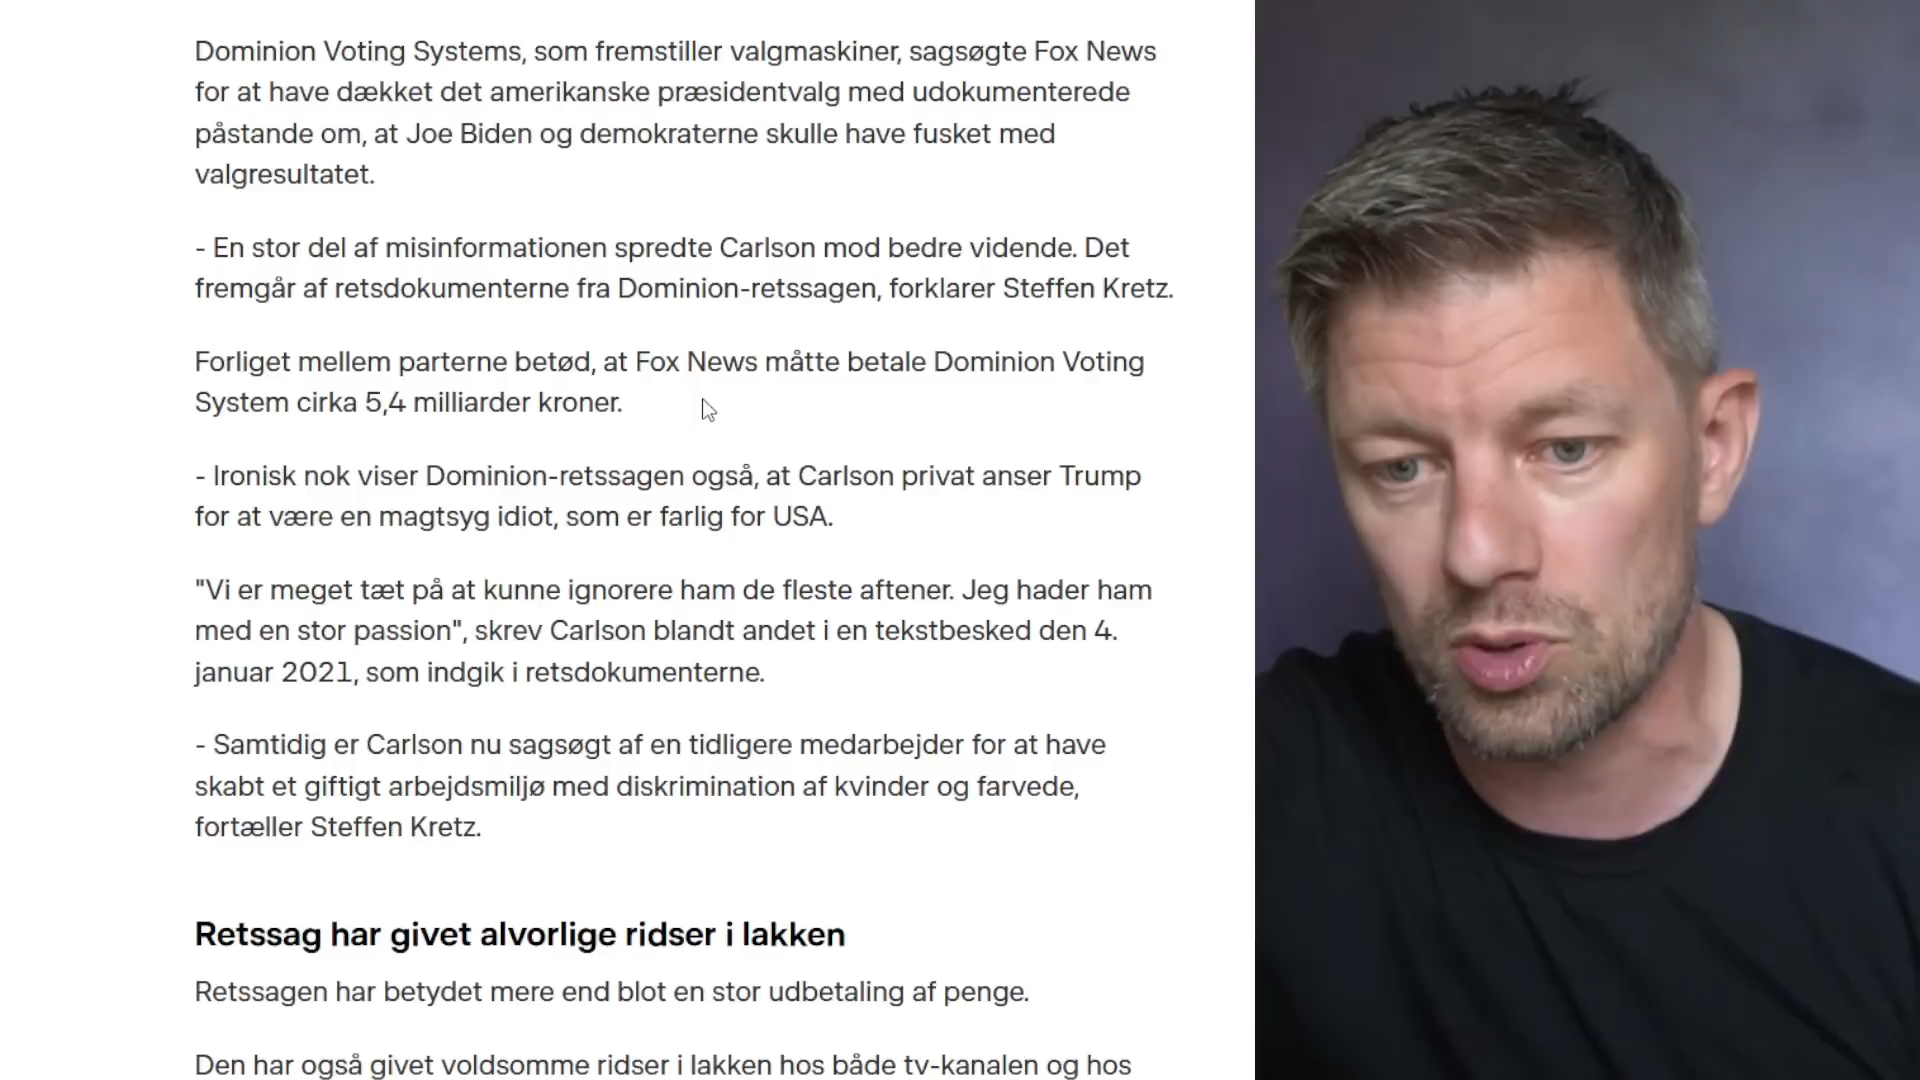 Dominion Voting Systems, som fremstiller valgmaskiner, sagsøgte Fox News
for at have dækket det amerikanske præsidentvalg med udokumenterede
påstande om, at Joe Biden og demokraterne skulle have fusket med
valgresultatet.
- En stor del af misinformationen spredte Carlson mod bedre vidende. Det
fremgår af retsdokumenterne fra Dominion-retssagen, forklarer Steffen Kretz.
Forliget mellem parterne betød, at Fox News måtte betale Dominion Voting
System cirka 5,4 milliarder kroner.
- Ironisk nok viser Dominion-retssagen også, at Carlson privat anser Trump
for at være en magtsyg idiot, som er farlig for USA.
"Vi er meget tæt på at kunne ignorere ham de fleste aftener. Jeg hader ham
med en stor passion", skrev Carlson blandt andet i en tekstbesked den 4.
januar 2021, som indgik i retsdokumenterne.
- Samtidig er Carlson nu sagsøgt af en tidligere medarbejder for at have
skabt et giftigt arbejdsmiljø med diskrimination af kvinder og farvede,
fortæller Steffen Kretz.
Retssag har givet alvorlige ridser i lakken
Retssagen har betydet mere end blot en stor udbetaling af penge.
Den har også givet voldsomme ridser i lakken hos både tv-kanalen og hos